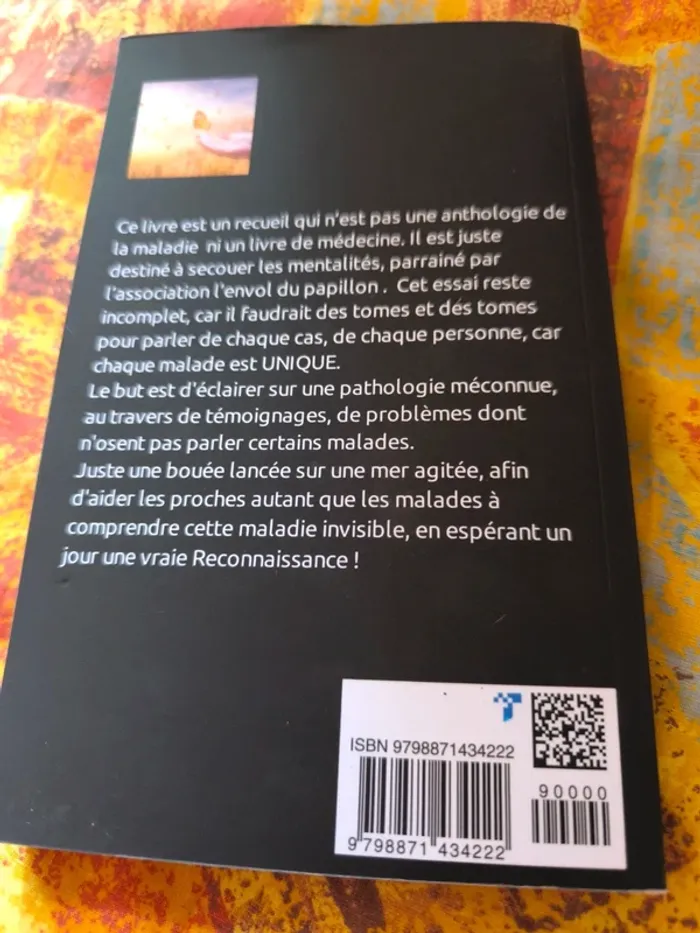 Ce livre est un recueil qui n'est pas une anthologie de
la maladie ni un livre de médecine. Il est juste
destiné à secouer les mentalités, parrainé par
l'association l'envol du papillon . Cet essai reste
incomplet, car il faudrait des tomes et dés tomes
pour parler de chaque cas, de chaque personne, car
chaque malade est UNIQUE.
Le but est d'éclairer sur une pathologie méconnue,
au travers de témoignages, de problèmes dont
n'osent pas parler certains malades.
Juste une bouée lancée sur une mer agitée, afin
d'aider les proches autant que les malades à
comprendre cette maladie invisible, en espérant un
jour une vraie Reconnaissance !
ISBN 9798871434222
90000
9 798871 434222